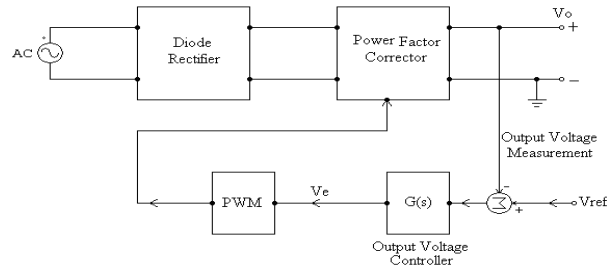 Vo
+
Diode
Rectifier
Power Factor
Corrector
AC
−
Output Voltage
Measurement
-
PWM
Ve
G(s)
Σ
+
Vref
Output Voltage
Controller